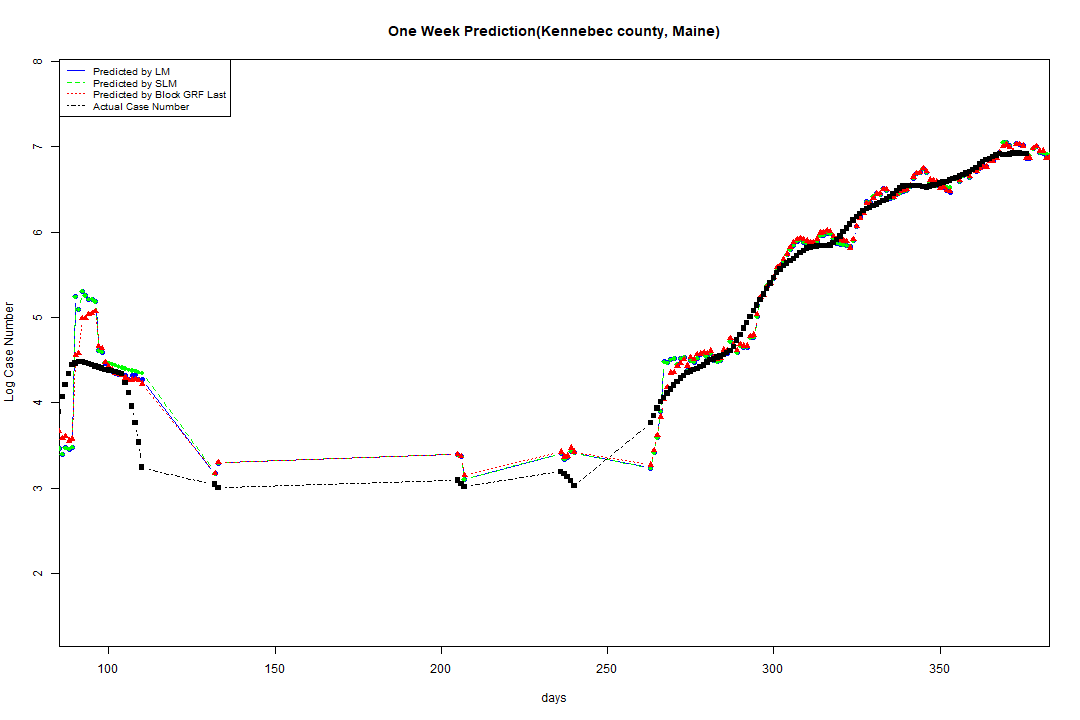 One Week Prediction(Kennebec county, Maine)
Predicted by LM
Predicted by SLM
Predicted by Block GRF Last
Actual Case Number
Log Case Number
8
7
6
5
4
3
2
100 150 200 250 300 350
days